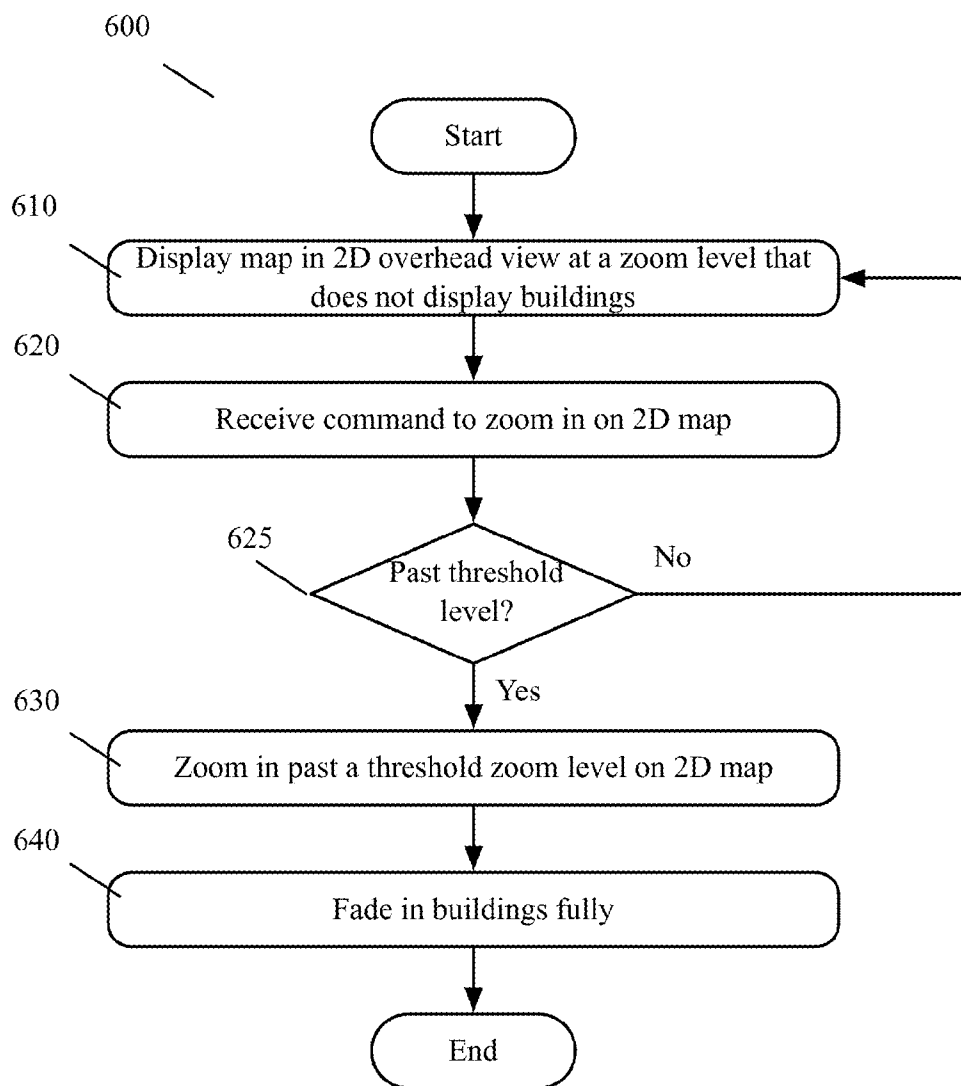 600
Start
610
Display map in 2D overhead view at a zoom level that
does not display buildings
620
Receive command to zoom in on 2D map
625
Past threshold
level?
No
Yes
630
Zoom in past a threshold zoom level on 2D map
640
Fade in buildings fully
End